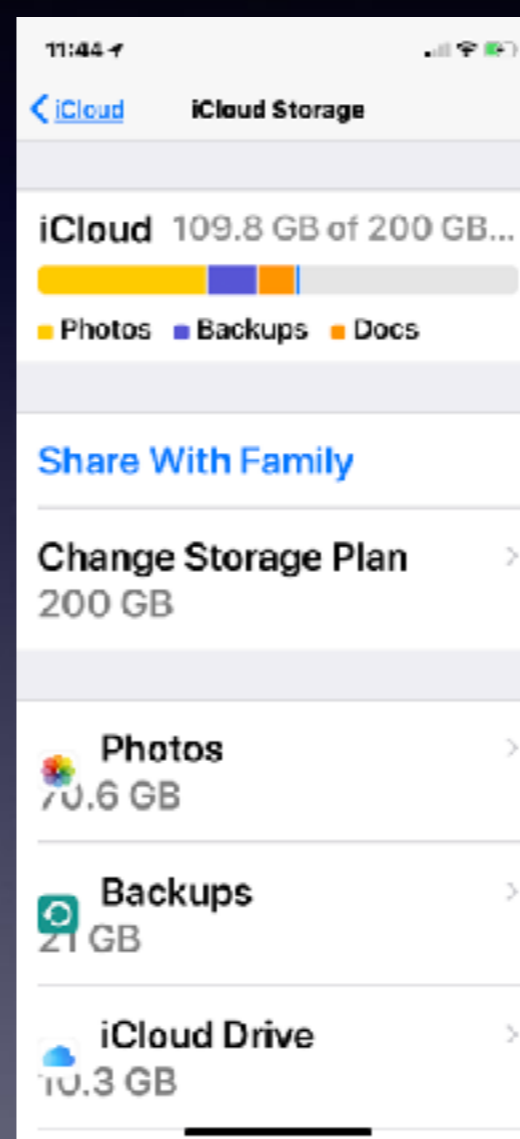 11:44
iCloud
iCloud Storage
iCloud 109.8 GB of 200 GB...
Photos Backups Docs
Share With Family
Change Storage Plan
200 GB
Photos
70.6 GB
Backups
21 GB
iCloud Drive
10.3 GB